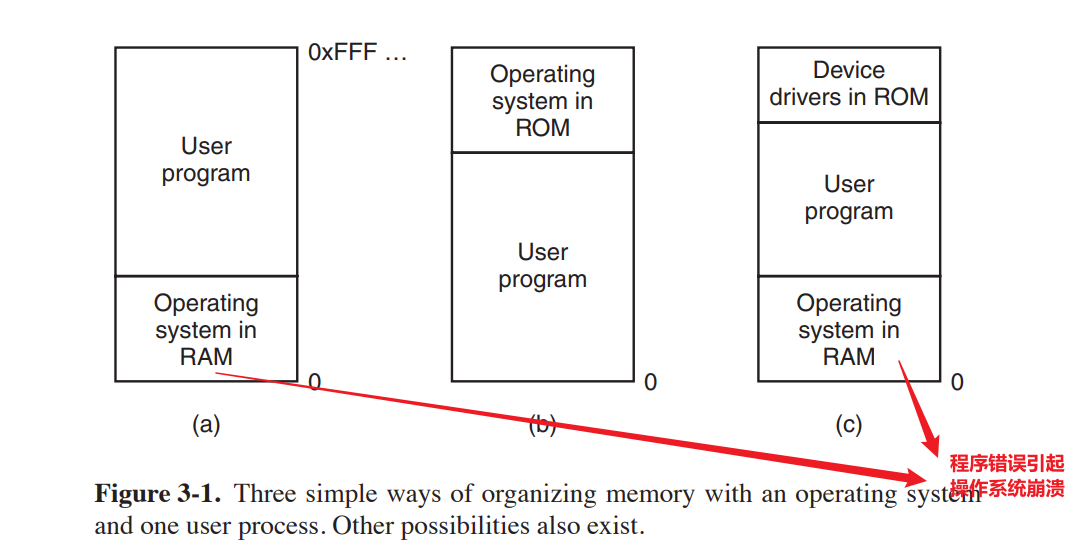 User
program
Operating
system in
RAM
0xFFF …
0
(a)
Operating
system in
ROM
User
program
0
(b)
Device
drivers in ROM
User
program
Operating
system in
RAM
0
(c)
程序错误引起
操作系统崩溃
Figure 3-1. Three simple ways of organizing memory with an operating system
and one user process. Other possibilities also exist.